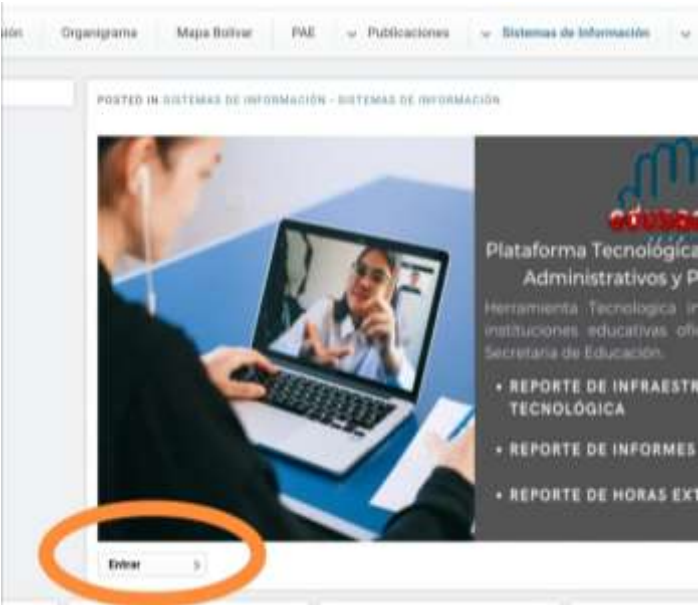 Organigrama Mapa Bolívar PAE Publicaciones Sistemas de Información
POSTED IN SISTEMAS DE INFORMACIÓN - SISTEMAS DE INFORMACIÓN
Plataforma Tecnológica
Administrativos y P
Herramienta Tecnologica
instituciones educativas
Secretaria de Educación.
• REPORTE DE INFRAESTR
TECNOLÓGICA
• REPORTE DE INFORMES
• REPORTE DE HORAS EXT
Entrar >